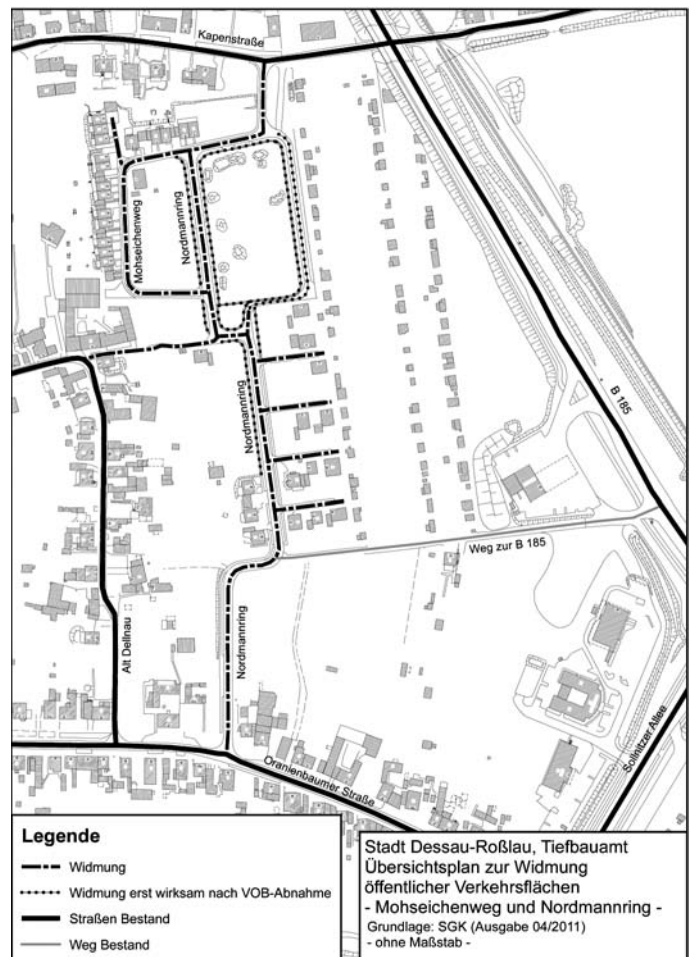 Kapenstraße
Mohseichenweg
Nordmannring
B 185
Nordmannring
Weg zur B 185
Alt Dellnau
Nordmannring
Sollnitzer Allee
Oranienbaumer Straße
Legende
Widmung
Widmung erst wirksam nach VOB-Abnahme
Straßen Bestand
Weg Bestand
Stadt Dessau-Roßlau, Tiefbauamt
Übersichtsplan zur Widmung
öffentlicher Verkehrsflächen
- Mohseichenweg und Nordmannring -
Grundlage: SGK (Ausgabe 04/2011)
- ohne Maßstab -